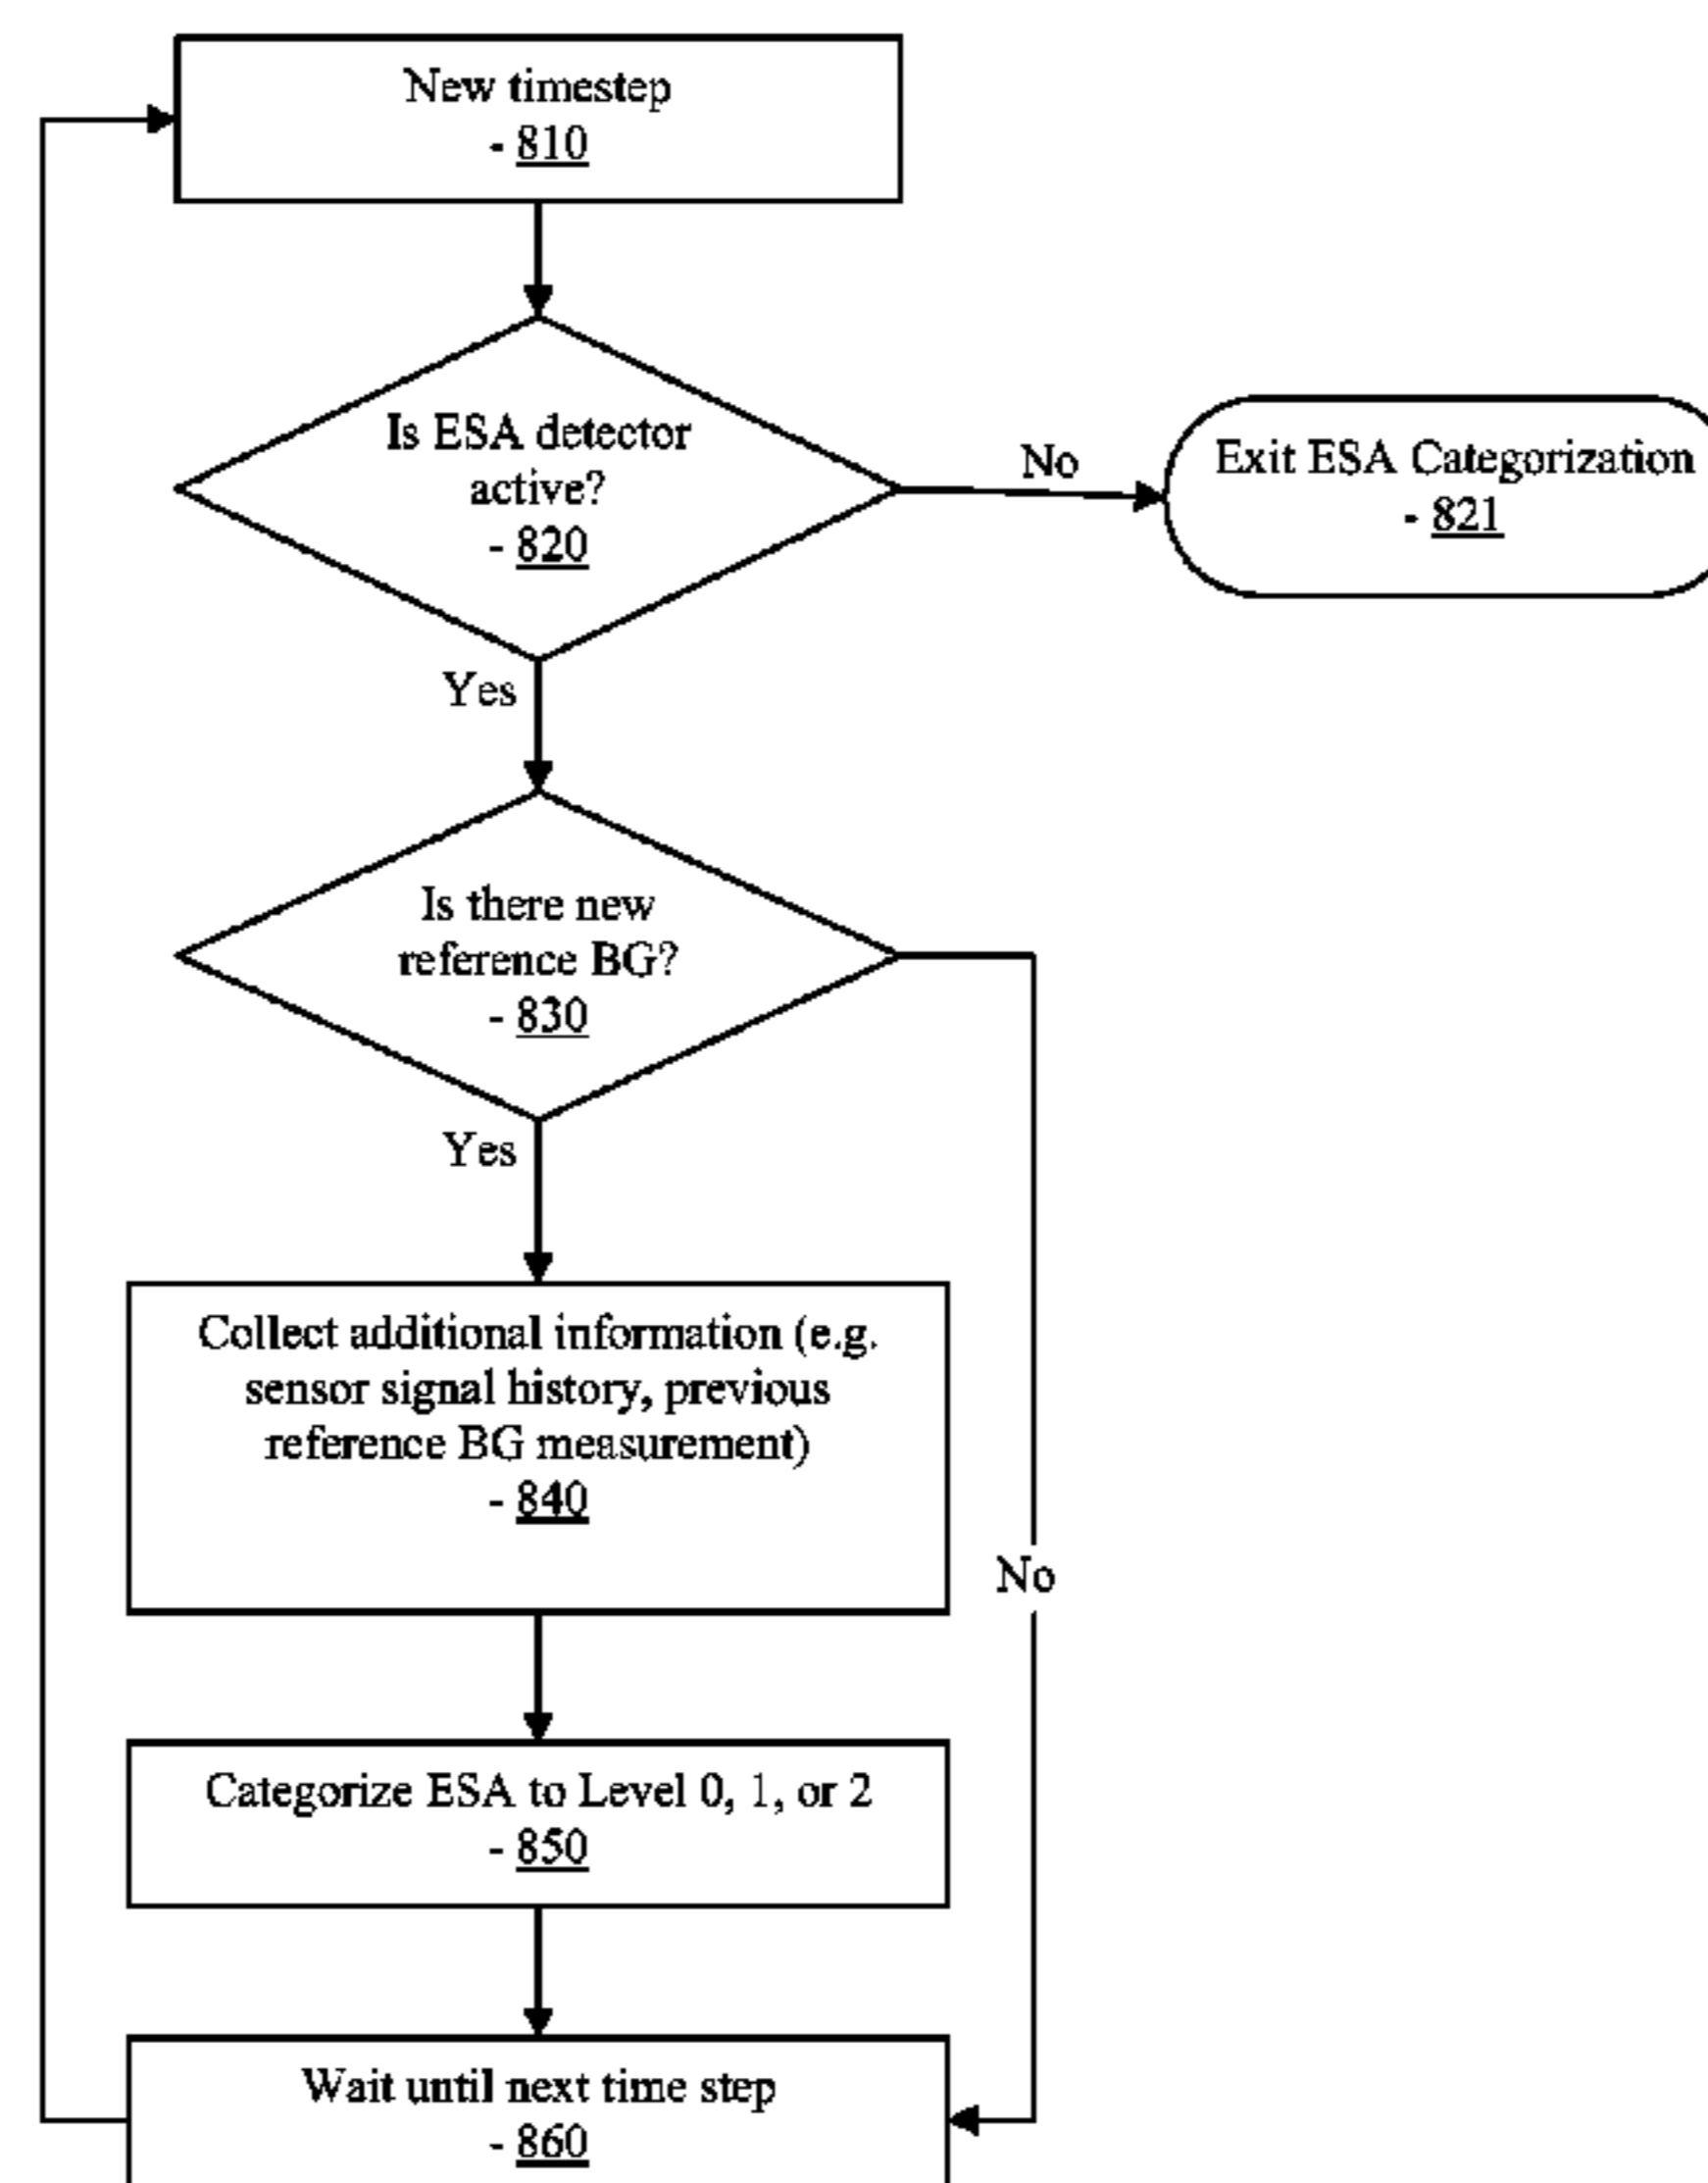 New timestep
- 810
Is ESA detector
active?
- 820
No
Exit ESA Categorization
- 821
Yes
Is there new
reference BG?
- 830
Yes
Collect additional information (e.g.
sensor signal history, previous
reference BG measurement)
- 840
No
Categorize ESA to Level 0, 1, or 2
- 850
Wait until next time step
- 860